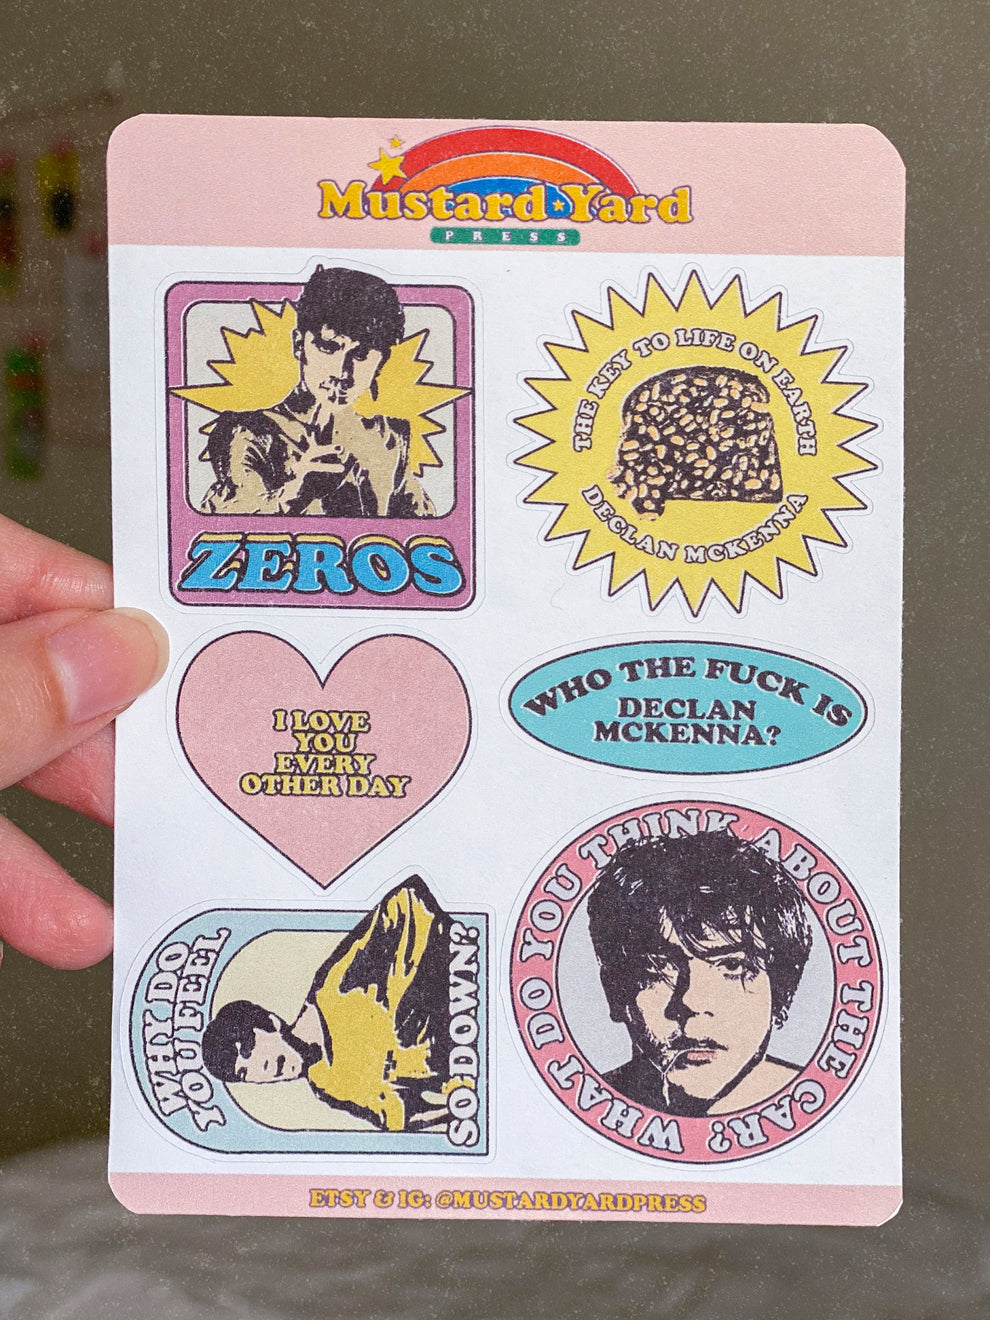 Mustard Yard
PRESS
ZEROS
THE KEY TO LIFE ON EARTH
DECLAN MCKENNA
I LOVE
YOU
EVERY
OTHER DAY
WHO THE FUCK IS
DECLAN
MCKENNA?
WHY DO
YOU FEEL
SO DOWN?
WHAT DO YOU THINK ABOUT THE CAR?
ETSY & IG: @MUSTARDYARDPRESS